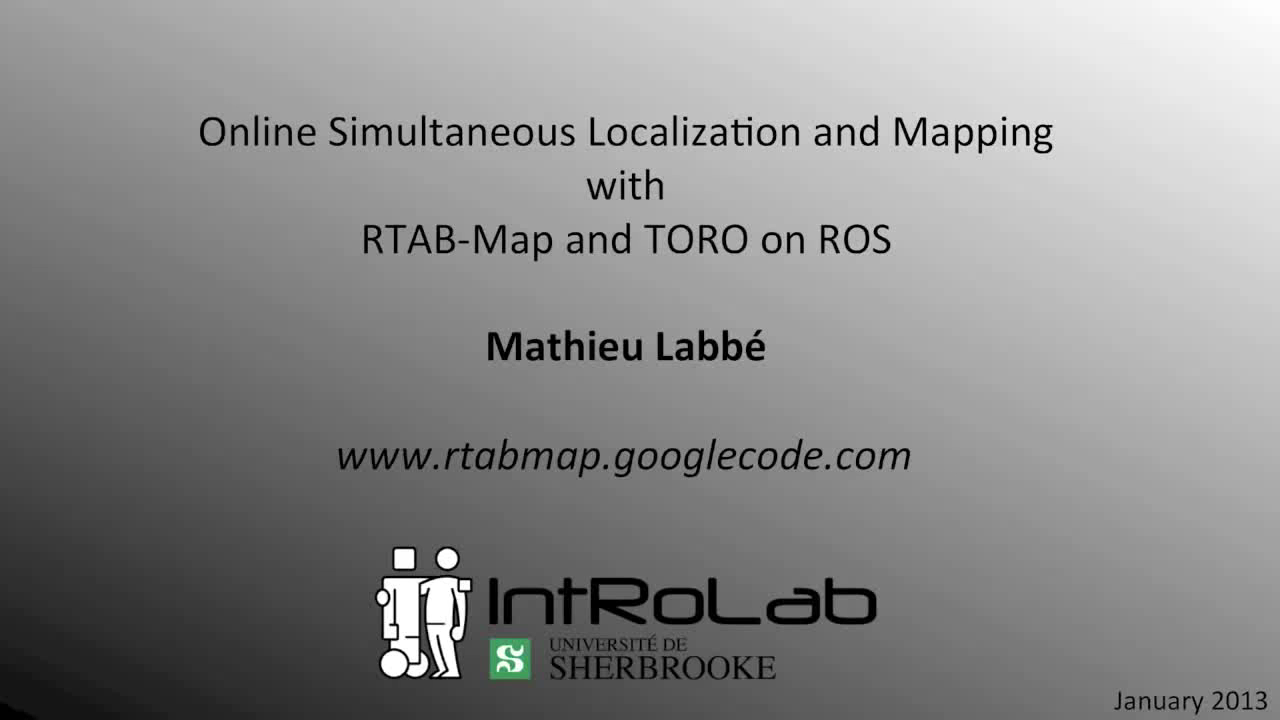 Online Simultaneous Localization and Mapping
with
RTAB-Map and TORO on ROS
Mathieu Labbé
www.rtabmap.googlecode.com
IntRoLab
UNIVERSITÉ DE
SHERBROOKE
January 2013